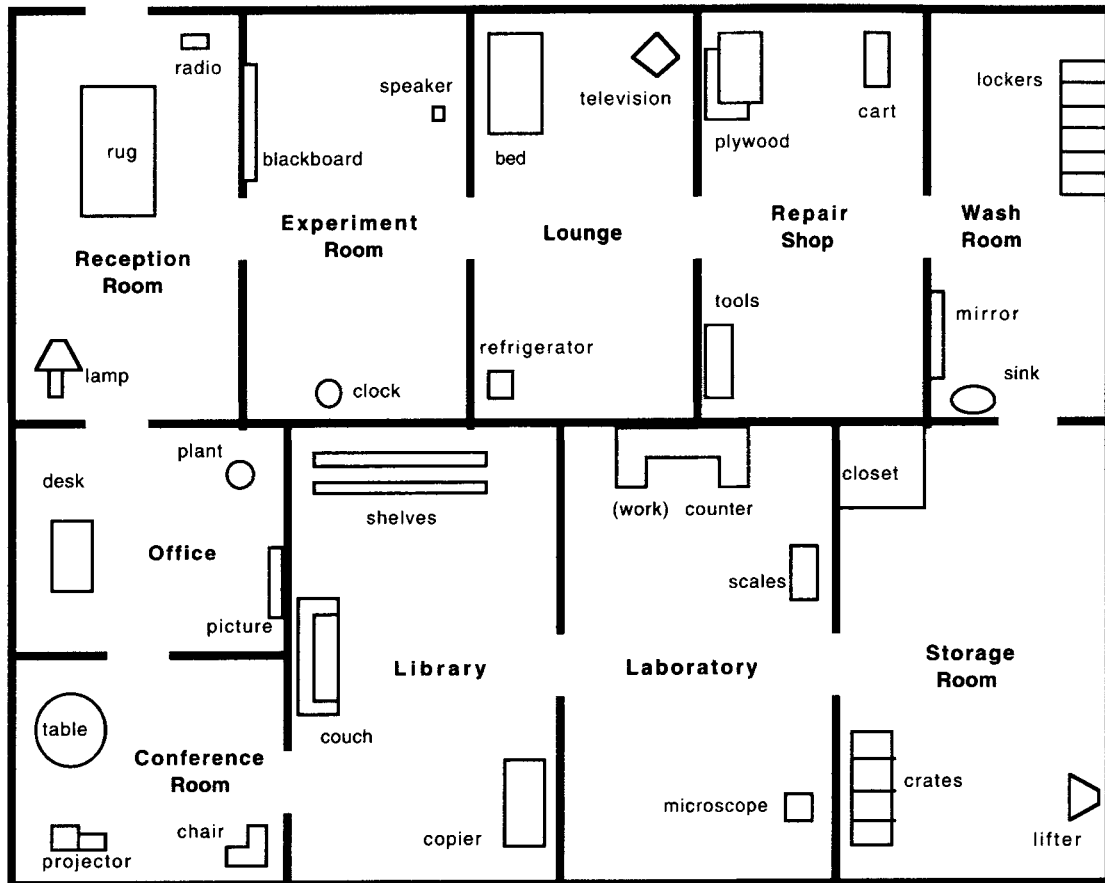 radio
rug
Reception
Room
lamp
speaker
blackboard
Experiment
Room
clock
television
bed
Lounge
refrigerator
plywood
cart
Repair
Shop
tools
lockers
Wash
Room
mirror
sink
plant
desk
Office
picture
table
Conference
Room
chair
projector
shelves
Library
couch
copier
(work) counter
scales
Laboratory
microscope
closet
Storage
Room
crates
lifter